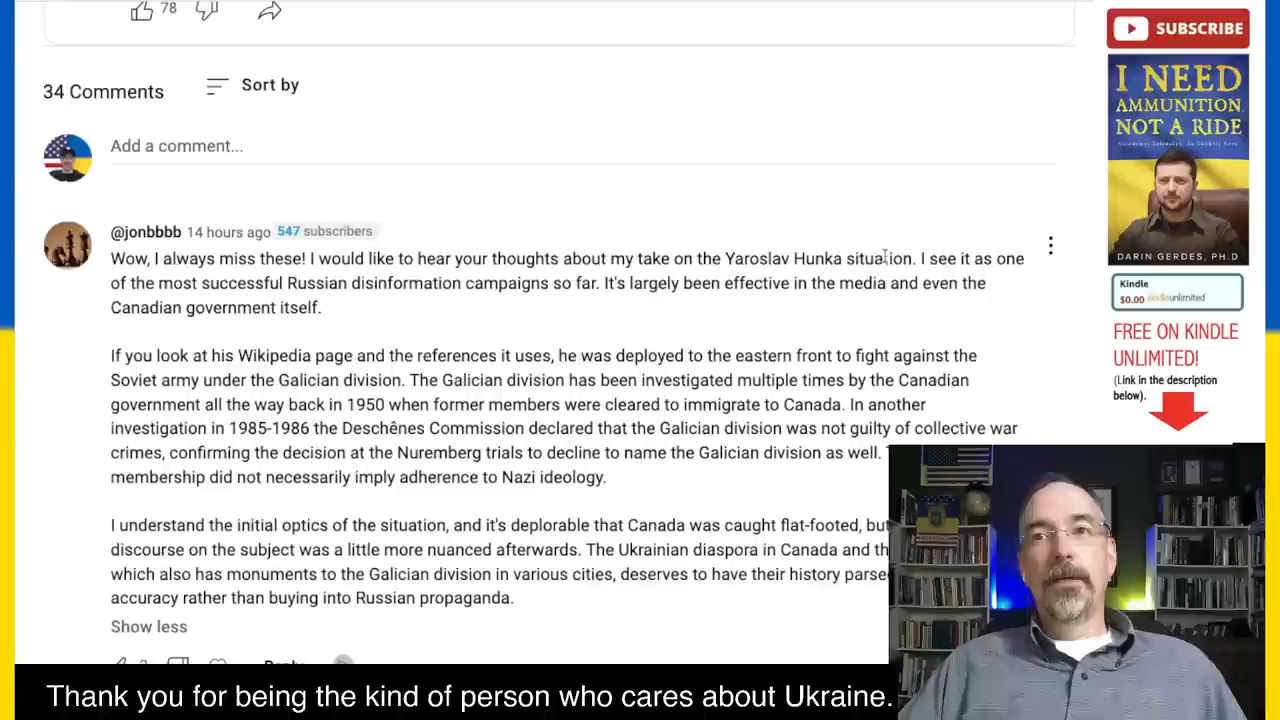 78
SUBSCRIBE
34 Comments
Sort by
Add a comment...
@jonbbbb 14 hours ago 547 subscribers
Wow, I always miss these! I would like to hear your thoughts about my take on the Yaroslav Hunka situation. I see it as one
of the most successful Russian disinformation campaigns so far. It's largely been effective in the media and even the
Canadian government itself.
If you look at his Wikipedia page and the references it uses, he was deployed to the eastern front to fight against the
Soviet army under the Galician division. The Galician division has been investigated multiple times by the Canadian
government all the way back in 1950 when former members were cleared to immigrate to Canada. In another
investigation in 1985-1986 the Deschênes Commission declared that the Galician division was not guilty of collective war
crimes, confirming the decision at the Nuremberg trials to decline to name the Galician division as well.
membership did not necessarily imply adherence to Nazi ideology.
I understand the initial optics of the situation, and it's deplorable that Canada was caught flat-footed, but
discourse on the subject was a little more nuanced afterwards. The Ukrainian diaspora in Canada and
which also has monuments to the Galician division in various cities, deserves to have their history
accuracy rather than buying into Russian propaganda.
Show less
Reply
I NEED
AMMUNITION,
NOT A RIDE
DARIN GERDES, PH.D
Kindle
$0.00 kindleunlimited
FREE ON KINDLE
UNLIMITED!
(Link in the description
below).
Thank you for being the kind of person who cares about Ukraine.